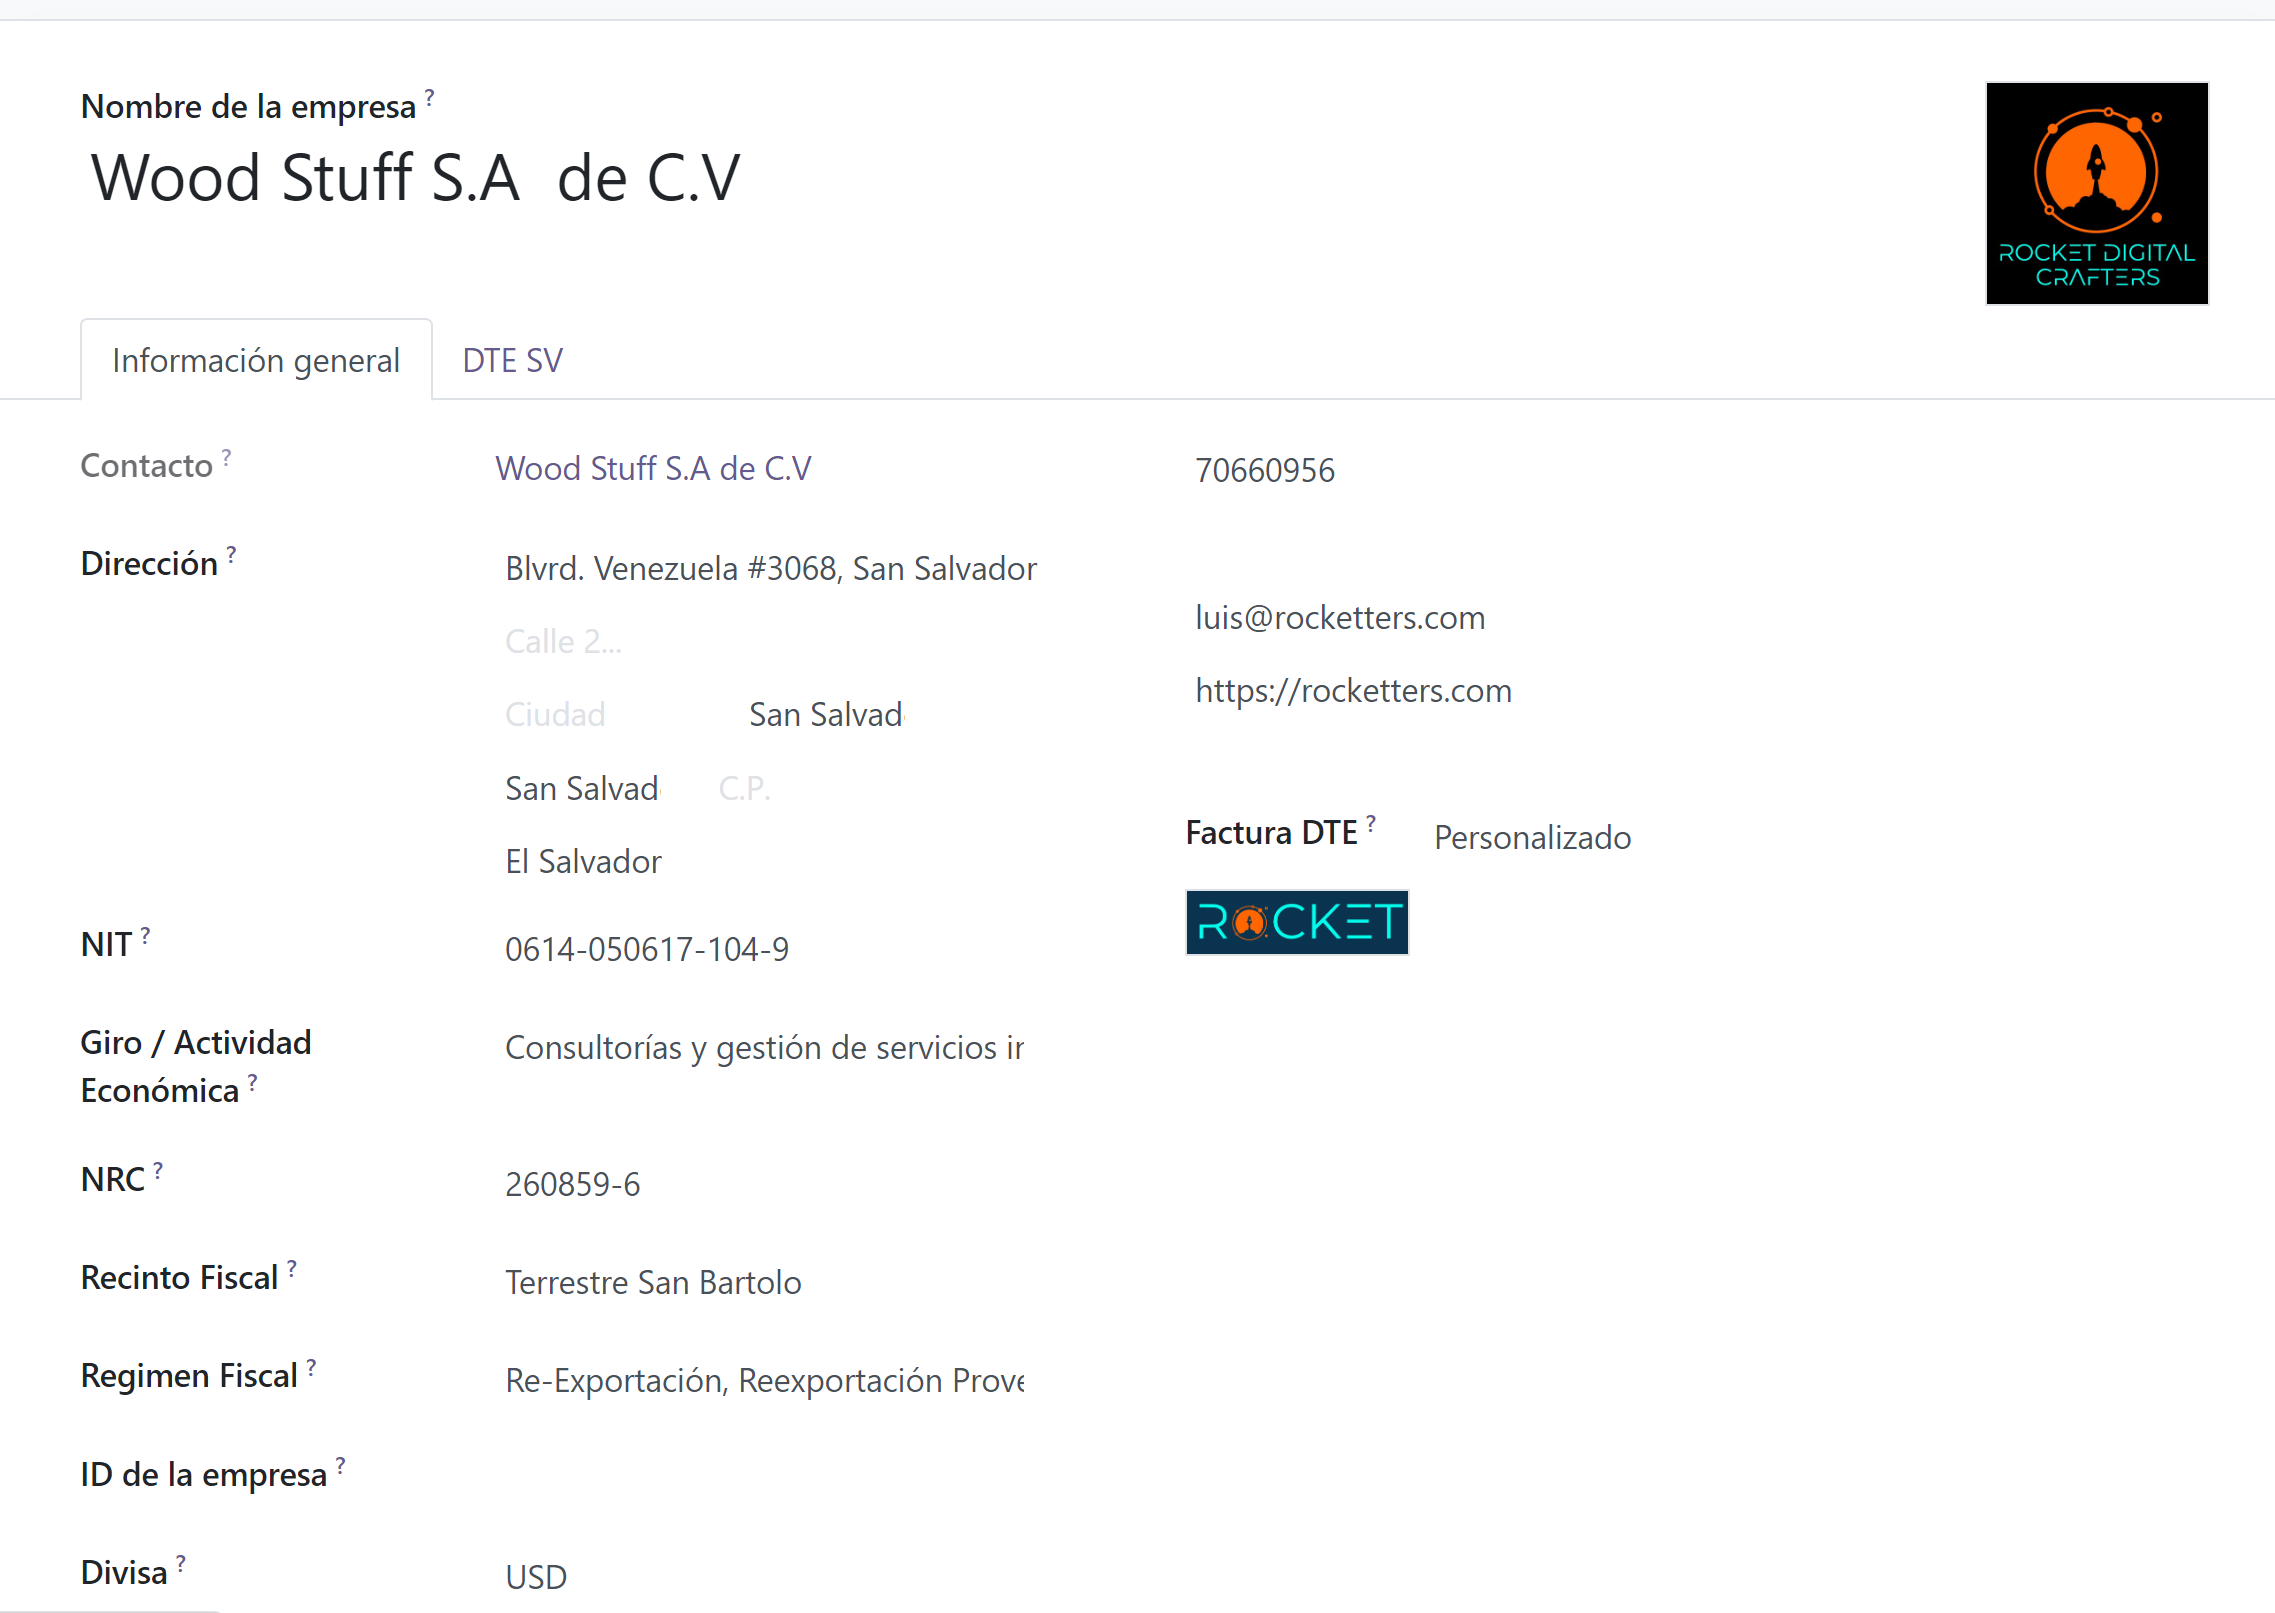 Nombre de la empresa ?
Wood Stuff S.A  de C.V
ROCKET DIGITAL
CRAFTERS
Información general
DTE SV
Contacto ?
Wood Stuff S.A de C.V
70660956
Dirección ?
Blvrd. Venezuela #3068, San Salvador
Calle 2...
Ciudad
San Salvad
San Salvad
C.P.
El Salvador
luis@rocketters.com
https://rocketters.com
Factura DTE ?
Personalizado
ROCKET
NIT ?
0614-050617-104-9
Giro / Actividad
Económica ?
Consultorías y gestión de servicios
NRC ?
260859-6
Recinto Fiscal ?
Terrestre San Bartolo
Regimen Fiscal ?
Re-Exportación, Reexportación Prove
ID de la empresa ?
Divisa ?
USD